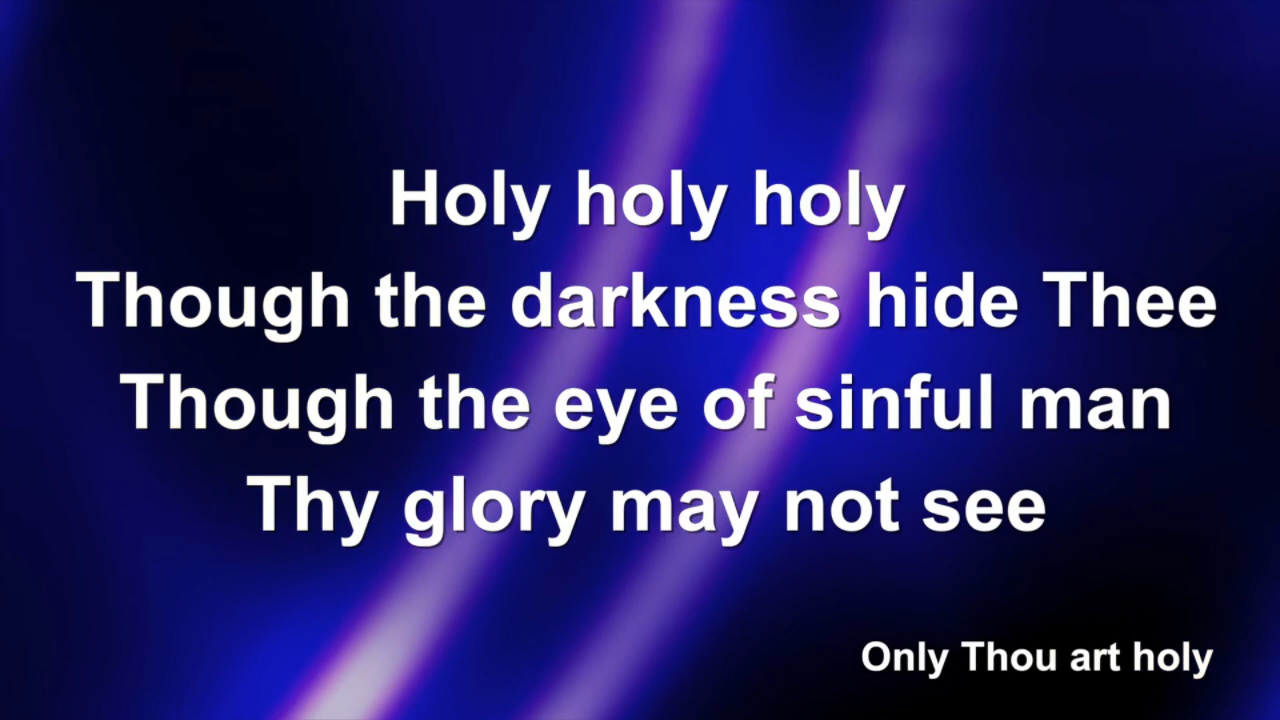 Holy holy holy
Though the darkness hide Thee
Though the eye of sinful man
Thy glory may not see
Only Thou art holy